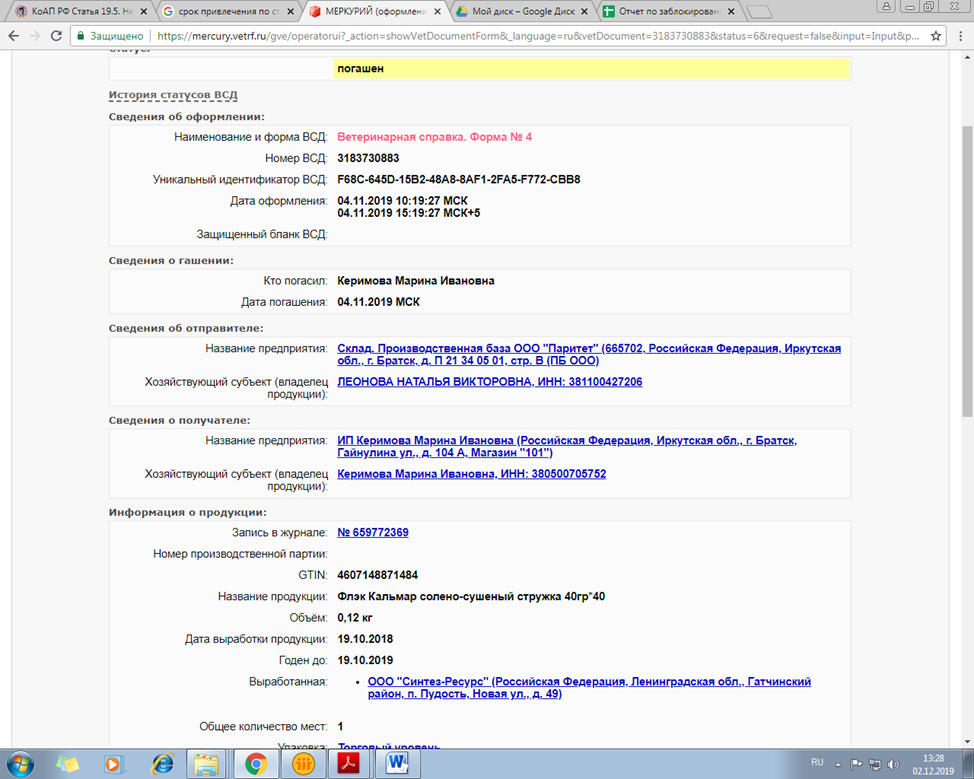 КоАП РФ Статья 19.5. Не
срок привлечения по ст
МЕРКУРИЙ (оформлени
Мой диск – Google Диск
Отчет по заблокирован
Защищено
https://mercury.vetrf.ru/gve/operatorui?_action=showVetDocumentForm&_language=ru&vetDocument=3183730883&status=6&request=false&input=Input&p...
Статус:
погашен
История статусов ВСД
Сведения об оформлении:
Наименование и форма ВСД: Ветеринарная справка. Форма № 4
Номер ВСД: 3183730883
Уникальный идентификатор ВСД: F68C-645D-15B2-48A8-8AF1-2FA5-F772-CBB8
Дата оформления: 04.11.2019 10:19:27 МСК
04.11.2019 15:19:27 МСК+5
Защищенный бланк ВСД:
Сведения о гашении:
Кто погасил: Керимова Марина Ивановна
Дата погашения: 04.11.2019 МСК
Сведения об отправителе:
Название предприятия: Склад. Производственная база ООО "Паритет" (665702, Российская Федерация, Иркутская
обл., г. Братск, д. П 21 34 05 01, стр. В (ПБ ООО)
Хозяйствующий субъект (владелец ЛЕОНОВА НАТАЛЬЯ ВИКТОРОВНА, ИНН: 381100427206
продукции):
Сведения о получателе:
Название предприятия: ИП Керимова Марина Ивановна (Российская Федерация, Иркутская обл., г. Братск,
Гайнулина ул., д. 104 А, Магазин "101")
Хозяйствующий субъект (владелец Керимова Марина Ивановна, ИНН: 380500705752
продукции):
Информация о продукции:
Запись в журнале: № 659772369
Номер производственной партии:
GTIN: 4607148871484
Название продукции: Флэк Кальмар солено-сушеный стружка 40гр*40
Объём: 0,12 кг
Дата выработки продукции: 19.10.2018
Годен до: 19.10.2019
Выработанная: • ООО "Синтез-Ресурс" (Российская Федерация, Ленинградская обл., Гатчинский
район, п. Пудость, Новая ул., д. 49)
Общее количество мест: 1
Упаковка: Торговый уровень
RU
13:28
02.12.2019